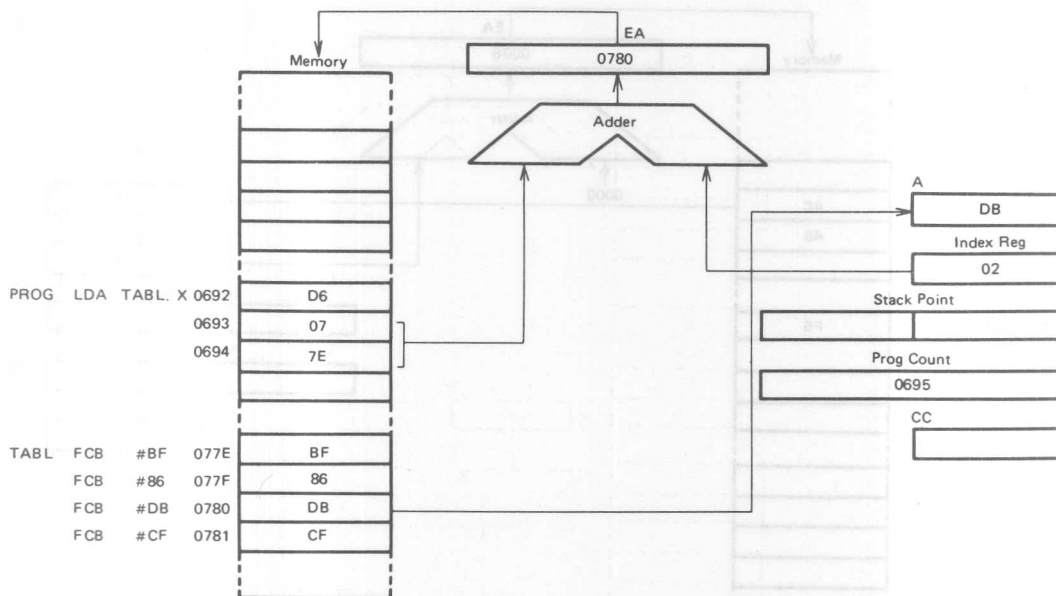 EA
Memory
0780
Adder
A
DB
Index Reg
02
PROG LDA TABL. X 0692 D6
0693 07
0694 7E
Stack Point
Prog Count
0695
CC
TABL FCB #BF 077E BF
FCB #86 077F 86
FCB #DB 0780 DB
FCB #CF 0781 CF